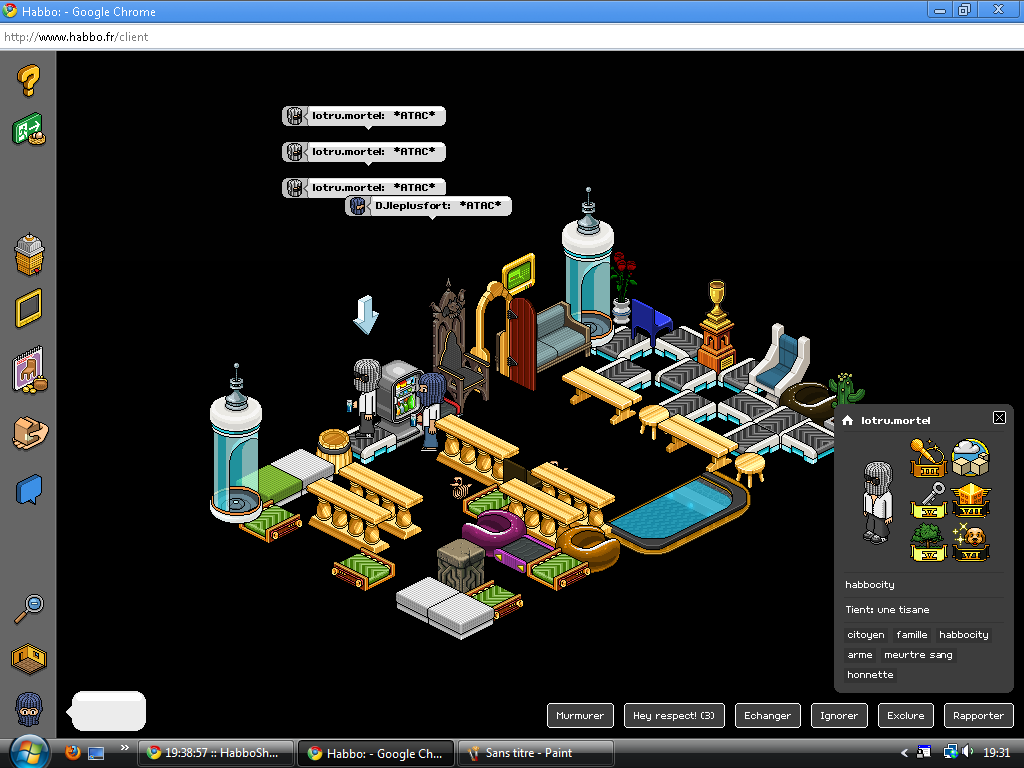 Habbo: - Google Chrome
http://www.habbo.fr/client
lotru.mortel: *ATAC*
lotru.mortel: *ATAC*
lotru.mortel: *ATAC*
DJleplusfort: *ATAC*
lotru.mortel
habbocity
Tient: une tisane
citoyen famille habbocity
arme meurtre sang
honnette
Murmurer Hey respect! (3) Echanger Ignorer Exclure Rapporter
19:38:57 :: HabboSh... Habbo: - Google Ch... Sans titre - Paint 19:31